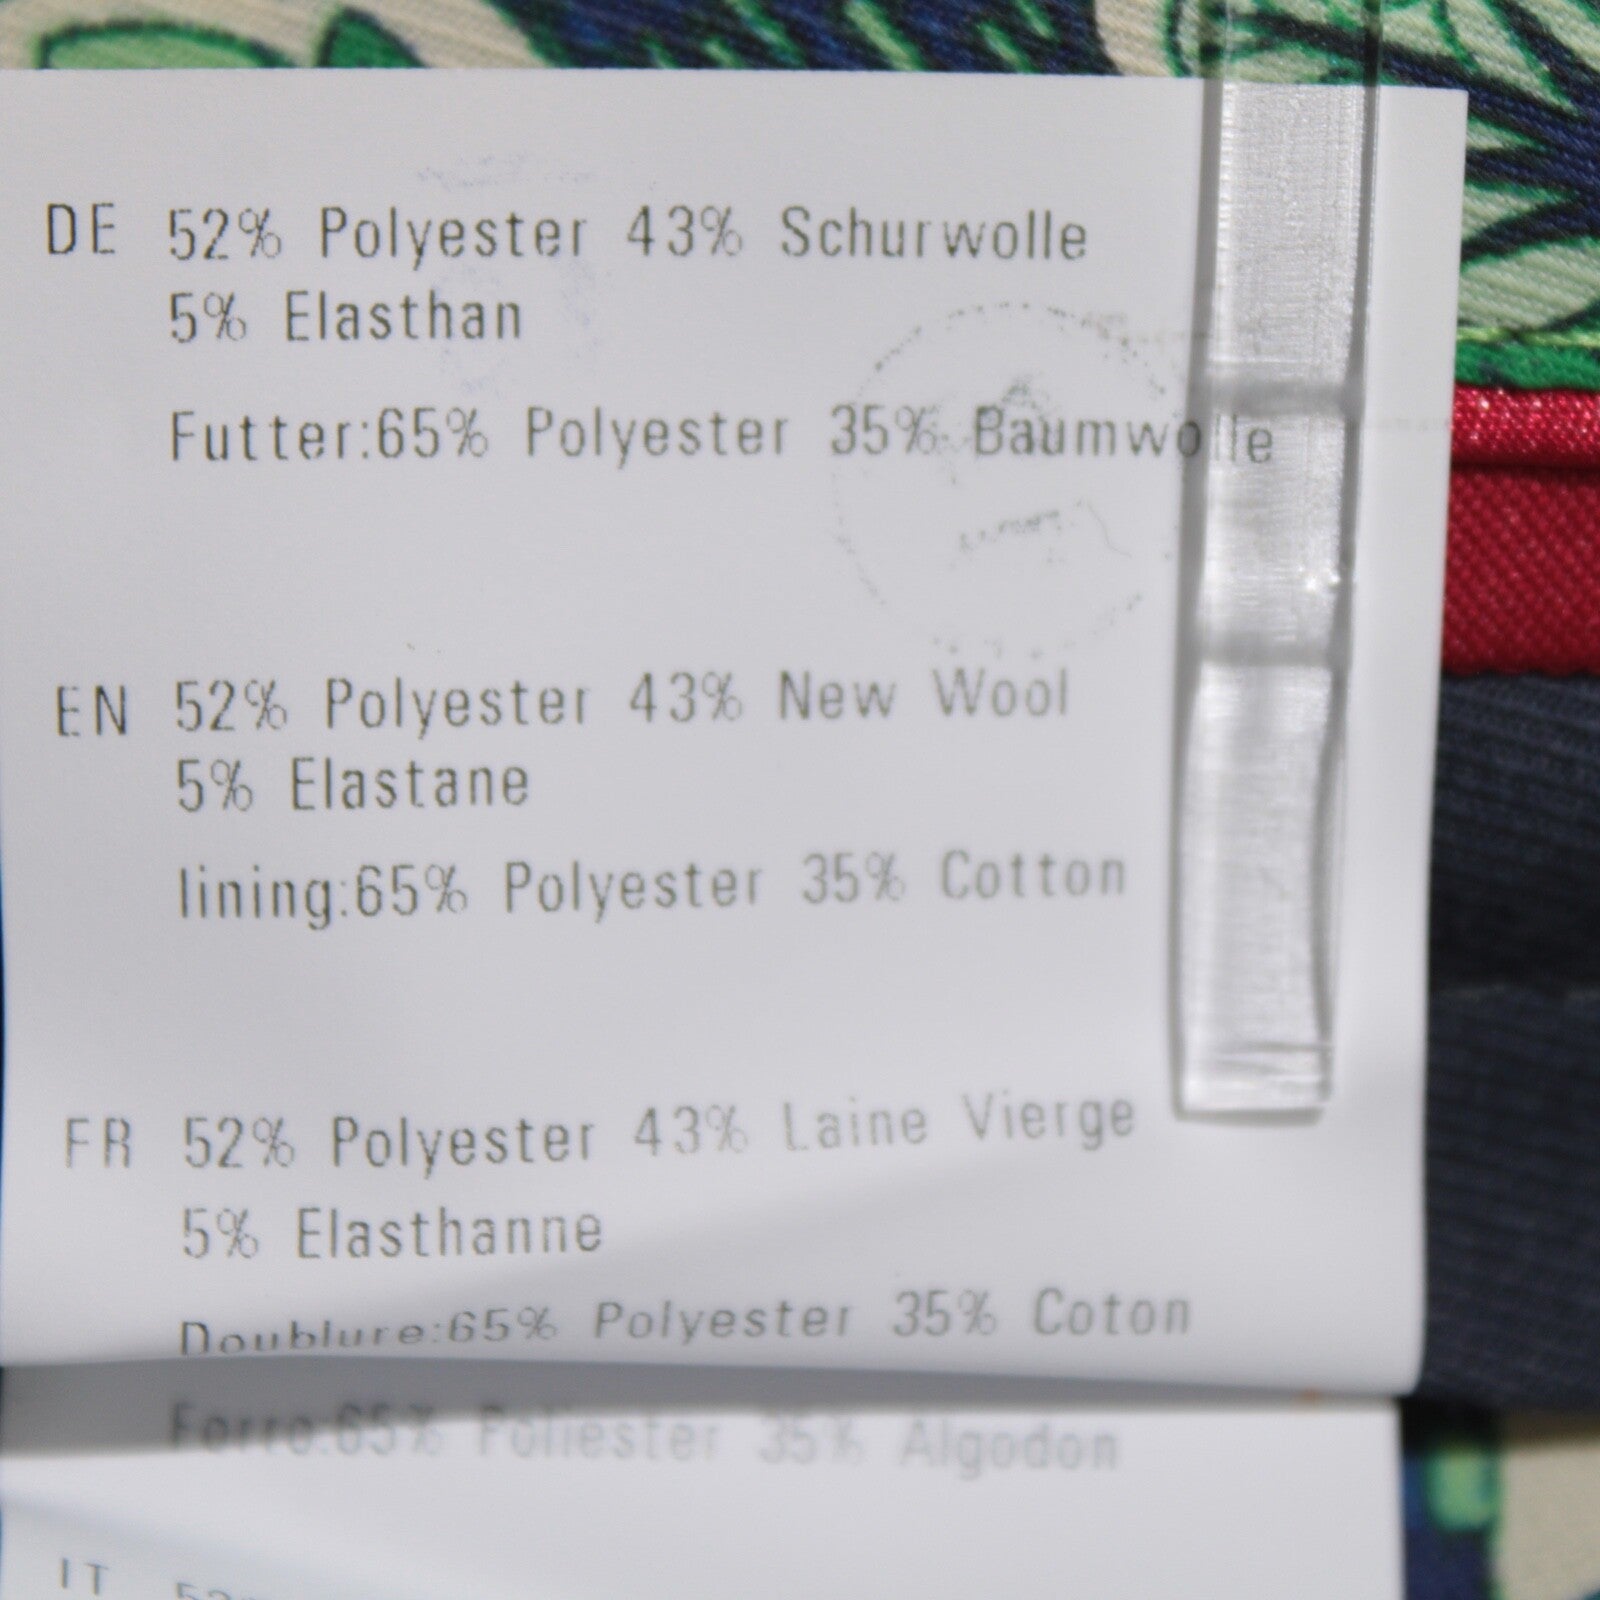 DE 52% Polyester 43% Schurwolle
5% Elasthan
Futter:65% Polyester 35% Baumwolle
EN 52% Polyester 43% New Wool
5% Elastane
lining:65% Polyester 35% Cotton
FR 52% Polyester 43% Laine Vierge
5% Elasthanne
Doublure:65% Polyester 35% Coton
Forro:65% Poliester 35% Algodon
IT